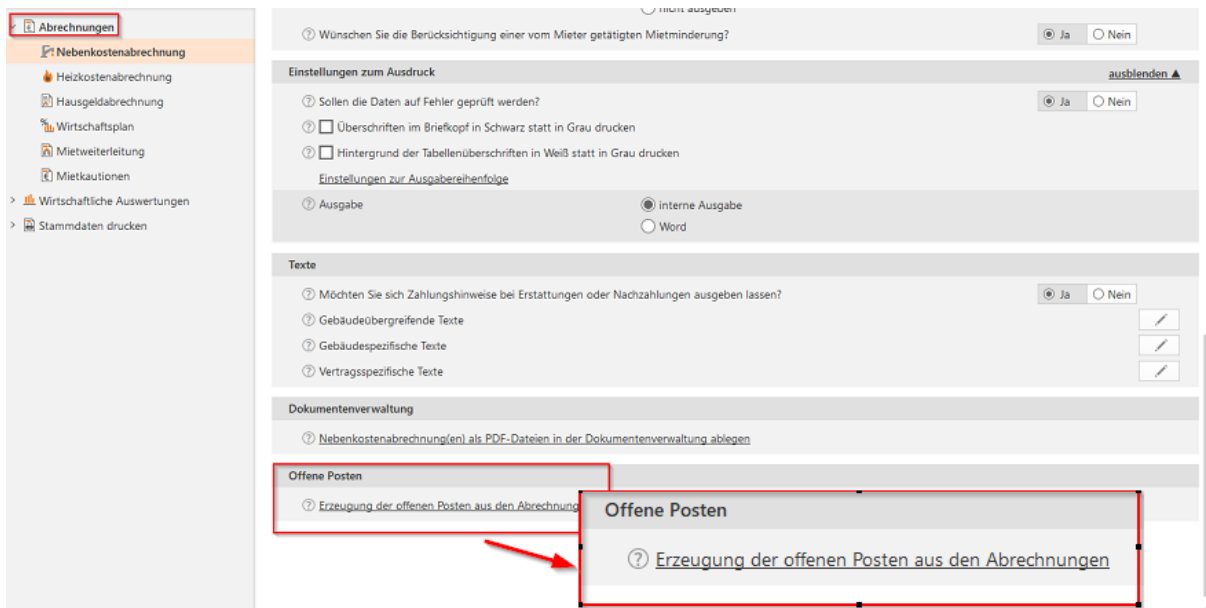 Abrechnungen
Nebenkostenabrechnung
Heizkostenabrechnung
Hausgeldabrechnung
Wirtschaftsplan
Mietweiterleitung
Mietkautionen
Wirtschaftliche Auswertungen
Stammdaten drucken
nicht ausgeben
Wünschen Sie die Berücksichtigung einer vom Mieter getätigten Mietminderung? Ja Nein
Einstellungen zum Ausdruck ausblenden ▲
Sollen die Daten auf Fehler geprüft werden? Ja Nein
Überschriften im Briefkopf in Schwarz statt in Grau drucken
Hintergrund der Tabellenüberschriften in Weiß statt in Grau drucken
Einstellungen zur Ausgabereihenfolge
Ausgabe interne Ausgabe
Word
Texte
Möchten Sie sich Zahlungshinweise bei Erstattungen oder Nachzahlungen ausgeben lassen? Ja Nein
Gebäudeübergreifende Texte
Gebäudespezifische Texte
Vertragsspezifische Texte
Dokumentenverwaltung
Nebenkostenabrechnung(en) als PDF-Dateien in der Dokumentenverwaltung ablegen
Offene Posten
Erzeugung der offenen Posten aus den Abrechnung
Offene Posten
Erzeugung der offenen Posten aus den Abrechnungen